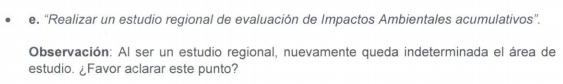 • e. “Realizar un estudio regional de evaluación de Impactos Ambientales acumulativos”.
Observación: Al ser un estudio regional, nuevamente queda indeterminada el área de
estudio. ¿Favor aclarar este punto?